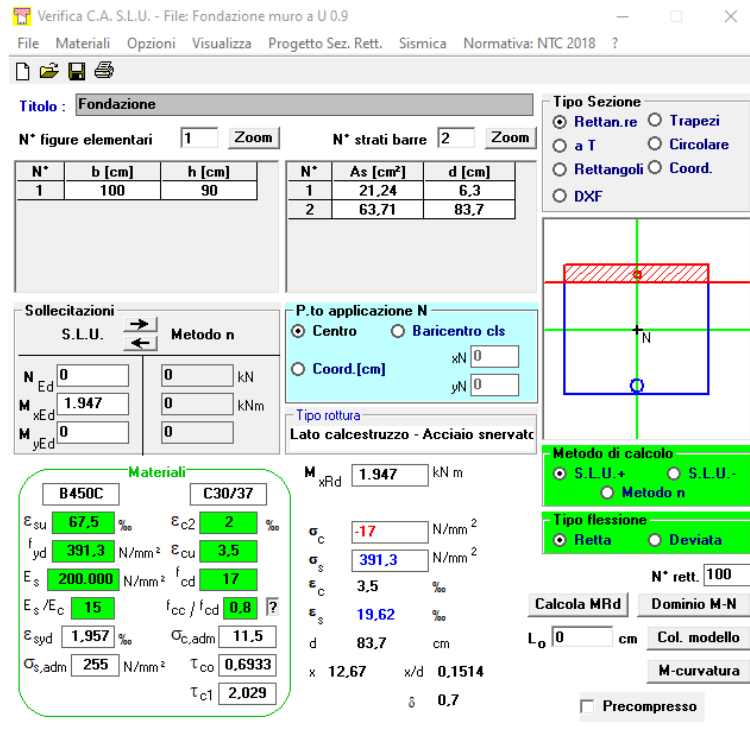 Verifica C.A. S.L.U. - File: Fondazione muro a U 0.9
File Materiali Opzioni Visualizza Progetto Sez. Rett. Sismica Normativa: NTC 2018 ?
Titolo : Fondazione
N° figure elementari 1 Zoom
N° b [cm] h [cm]
1 100 90
N° strati barre 2 Zoom
N° As [cm²] d [cm]
1 21,24 6,3
2 63,71 83,7
Tipo Sezione
Rettan.re Trapezi
a T Circolare
Rettangoli Coord.
DXF
N
Sollecitazioni
S.L.U. Metodo n
N Ed 0 0 kN
M xEd 1.947 0 kNm
M yEd 0 0
P.to applicazione N
Centro Baricentro cls
Coord.[cm] xN 0
yN 0
Tipo rottura
Lato calcestruzzo - Acciaio snervato
Metodo di calcolo
S.L.U.+ S.L.U.-
Metodo n
Tipo flessione
Retta Deviata
Materiali
B450C C30/37
εsu 67,5 ‰ εc2 2 ‰
fyd 391,3 N/mm² εcu 3,5
Es 200.000 N/mm² fcd 17
Es/Ec 15 fcc / fcd 0,8 ?
εsyd 1,957 ‰ σc,adm 11,5
σs,adm 255 N/mm² τco 0,6933
τc1 2,029
M xRd 1.947 kN m
σc -17 N/mm²
σs 391,3 N/mm²
εc 3,5 ‰
εs 19,62 ‰
d 83,7 cm
x 12,67 x/d 0,1514
δ 0,7
N° rett. 100
Calcola MRd Dominio M-N
Lo 0 cm Col. modello
M-curvatura
Precompresso